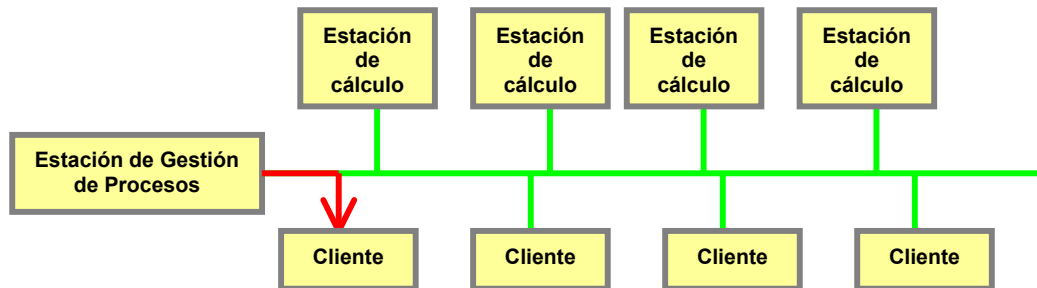 Estación
de
cálculo
Estación
de
cálculo
Estación
de
cálculo
Estación
de
cálculo
Estación de Gestión
de Procesos
Cliente
Cliente
Cliente
Cliente